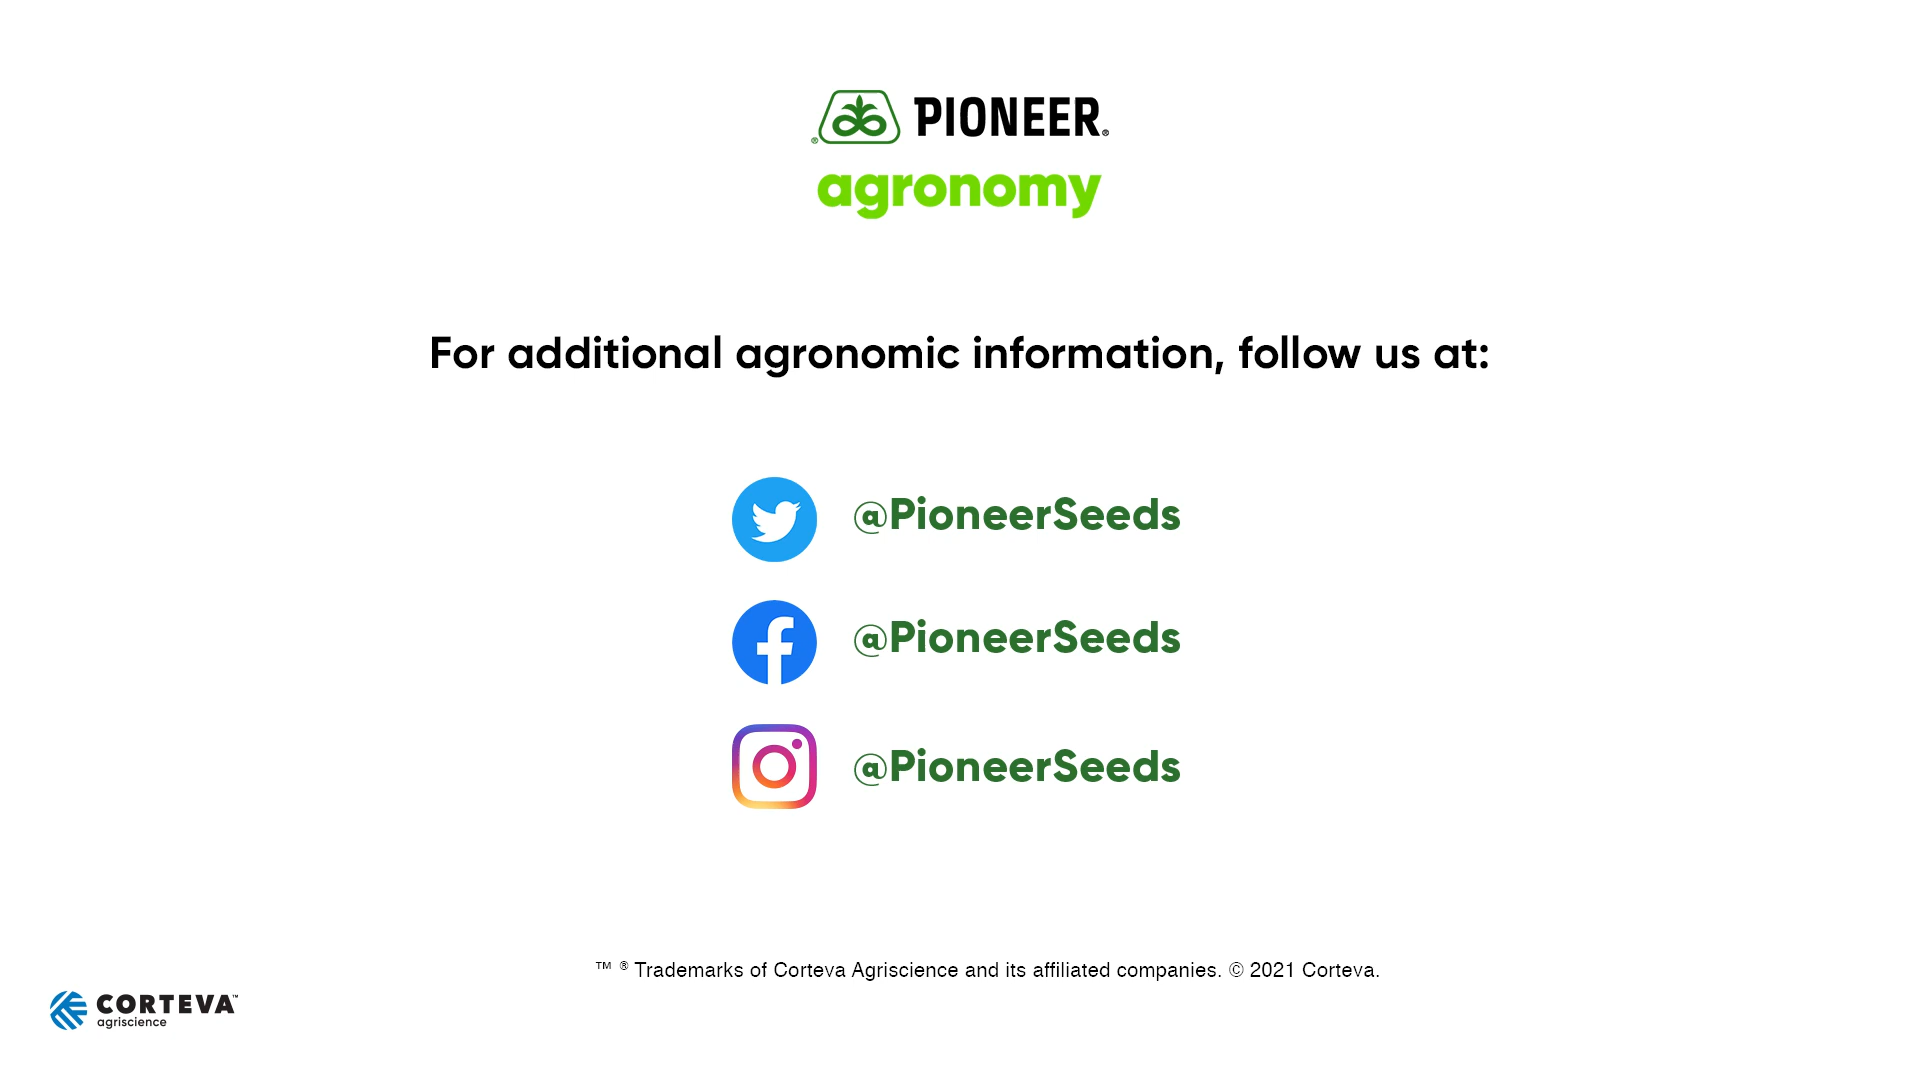 PIONEER®
agronomy
For additional agronomic information, follow us at:
@PioneerSeeds
@PioneerSeeds
@PioneerSeeds
™ ® Trademarks of Corteva Agriscience and its affiliated companies. © 2021 Corteva.
CORTEVA™
agriscience